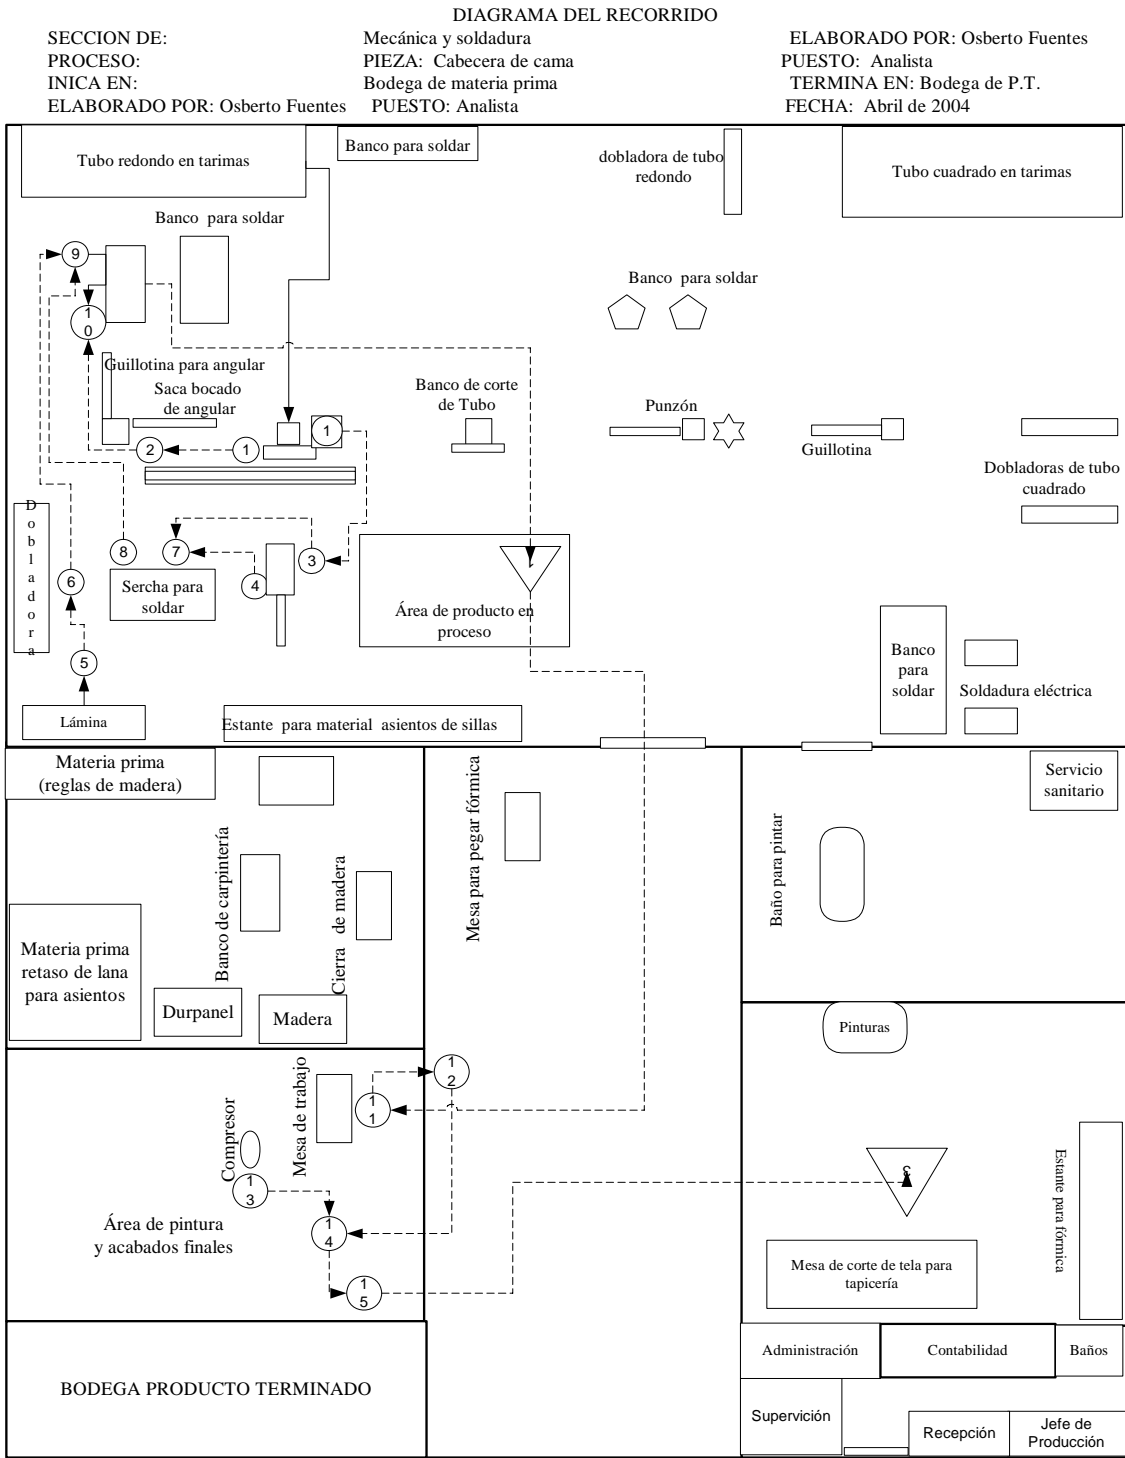 DIAGRAMA DEL RECORRIDO
SECCION DE: Mecánica y soldadura ELABORADO POR: Osberto Fuentes
PROCESO: PIEZA: Cabecera de cama PUESTO: Analista
INICA EN: Bodega de materia prima TERMINA EN: Bodega de P.T.
ELABORADO POR: Osberto Fuentes PUESTO: Analista FECHA: Abril de 2004
Tubo redondo en tarimas
Banco para soldar
dobladora de tubo
redondo
Tubo cuadrado en tarimas
Banco para soldar
9
10
Banco para soldar
Guillotina para angular
Saca bocado
de angular
2
1
1
Banco de corte
de Tubo
Punzón
Guillotina
Dobladoras de tubo
cuadrado
Dobladora
8
7
3
6
4
Sercha para
soldar
1
Área de producto en
proceso
5
Banco
para
soldar
Soldadura eléctrica
Lámina
Estante para material asientos de sillas
Materia prima
(reglas de madera)
Mesa para pegar fórmica
Servicio
sanitario
Banco de carpintería
Cierra de madera
Baño para pintar
Materia prima
retaso de lana
para asientos
Durpanel
Madera
Pinturas
Mesa de trabajo
12
11
Compresor
13
14
Área de pintura
y acabados finales
15
Estante para fórmica
Mesa de corte de tela para
tapicería
Administración
Contabilidad
Baños
BODEGA PRODUCTO TERMINADO
Supervición
Recepción
Jefe de
Producción